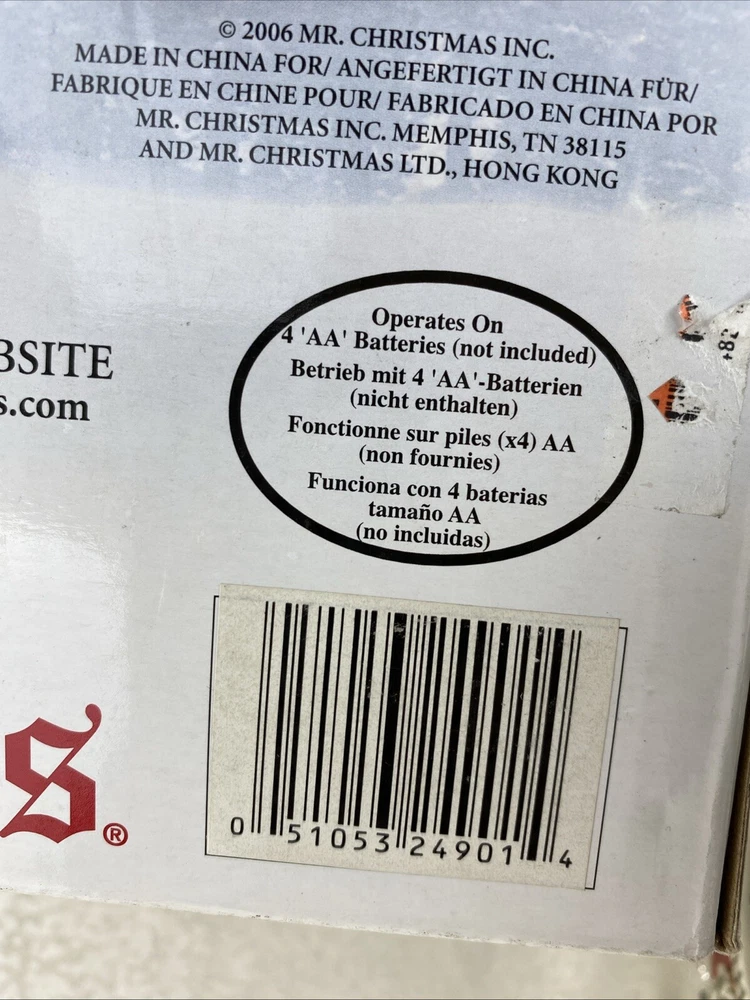 © 2006 MR. CHRISTMAS INC.
MADE IN CHINA FOR/ ANGEFERTIGT IN CHINA FÜR/
FABRIQUE EN CHINE POUR/ FABRICADO EN CHINA POR
MR. CHRISTMAS INC. MEMPHIS, TN 38115
AND MR. CHRISTMAS LTD., HONG KONG
Operates On
4 'AA' Batteries (not included)
Betrieb mit 4 'AA'-Batterien
(nicht enthalten)
Fonctionne sur piles (x4) AA
(non fournies)
Funciona con 4 baterias
tamaño AA
(no incluidas)
BSITE
s.com
+82
s®
0 51053 24901 4